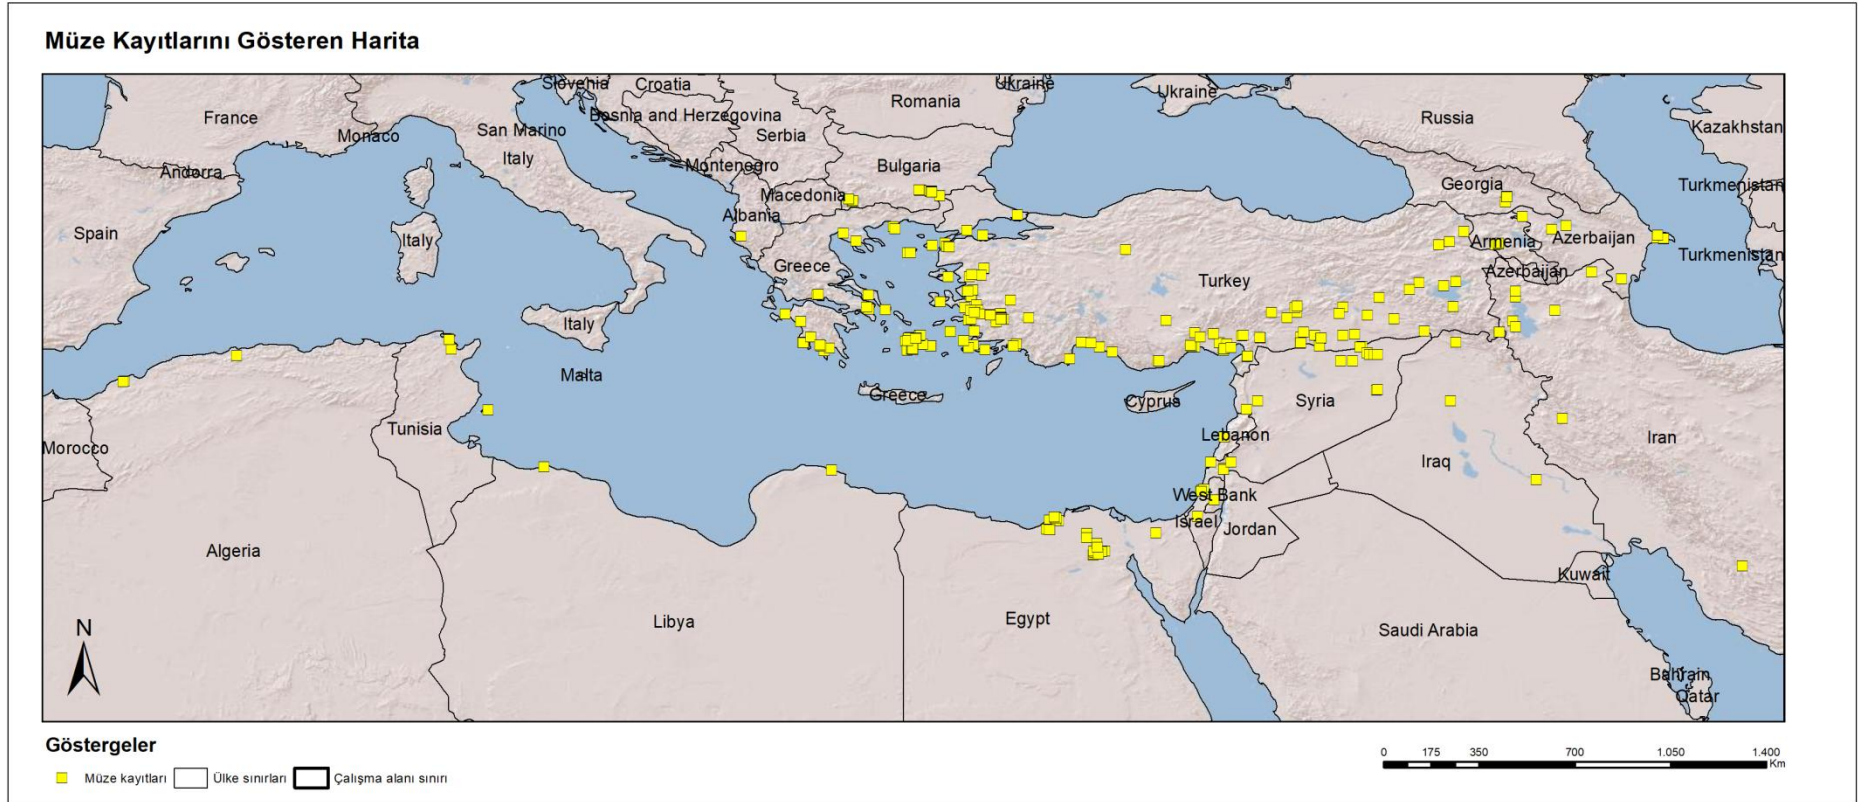 Müze Kayıtlarını Gösteren Harita
Slovenia
Croatia
Ukraine
Ukraine
Romania
France
Bosnia and Herzegovina
Russia
Kazakhstan
Monaco
San Marino
Serbia
Italy
Montenegro
Bulgaria
Andorra
Georgia
Turkmenistan
Macedonia
Albania
Spain
Italy
Armenia
Azerbaijan
Turkmenistan
Greece
Azerbaijan
Turkey
Italy
Malta
Greece
Cyprus
Syria
Tunisia
Lebanon
Iran
Morocco
Iraq
West Bank
Israel
Jordan
Algeria
Kuwait
Libya
Egypt
Saudi Arabia
N
Bahrain
Qatar
Göstergeler
Müze kayıtları
Ülke sınırları
Çalışma alanı sınırı
0 175 350 700 1.050 1.400
Km